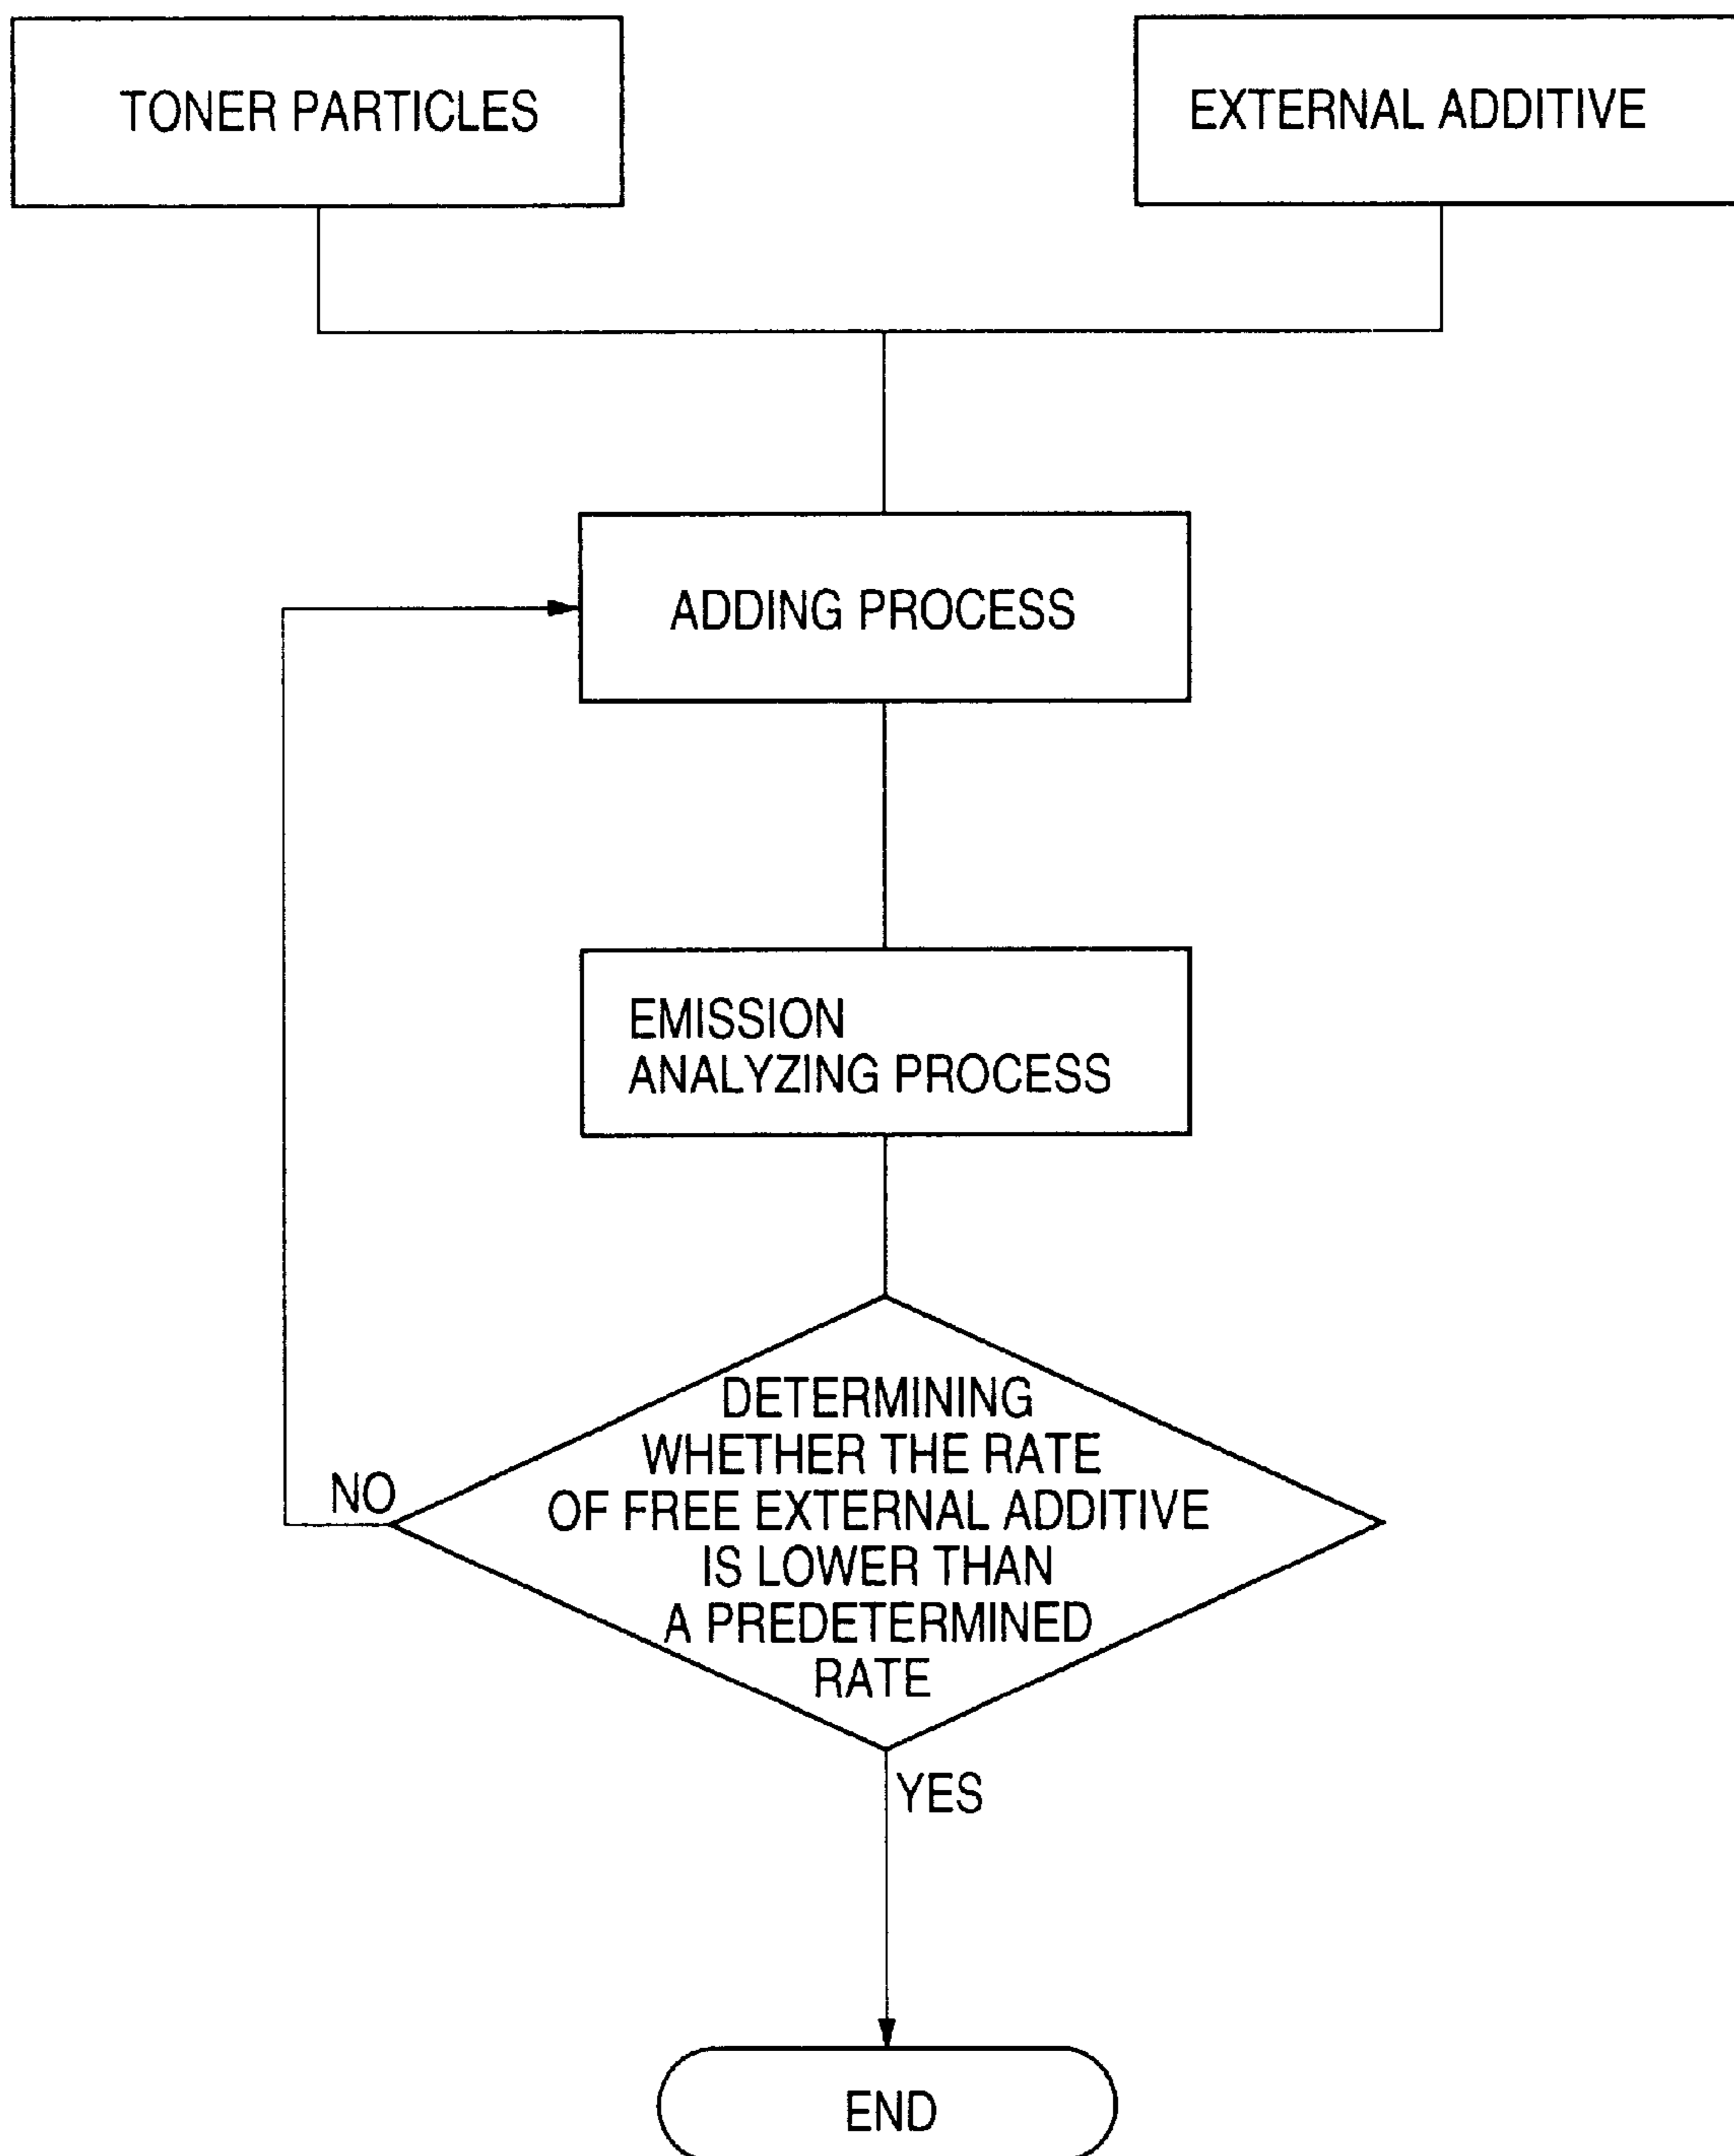 TONER PARTICLES
EXTERNAL ADDITIVE
ADDING PROCESS
EMISSION
ANALYZING PROCESS
DETERMINING
WHETHER THE RATE
OF FREE EXTERNAL ADDITIVE
IS LOWER THAN
A PREDETERMINED
RATE
NO
YES
END